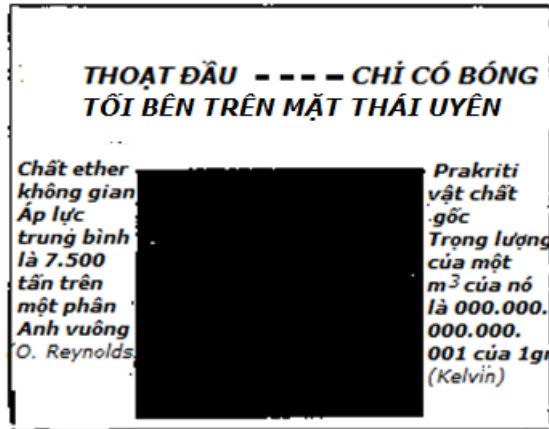 THOẠT ĐẦU ---- CHỈ CÓ BÓNG
TỐI BÊN TRÊN MẶT THÁI UYÊN
Chất ether
không gian
Áp lực
trung bình
là 7.500
tấn trên
một phân
Anh vuông
(O. Reynolds
Prakriti
vật chất
gốc
Trọng lượng
của một
m³ của nó
là 000.000.
000.000.
001 của 1gr
(Kelvin)